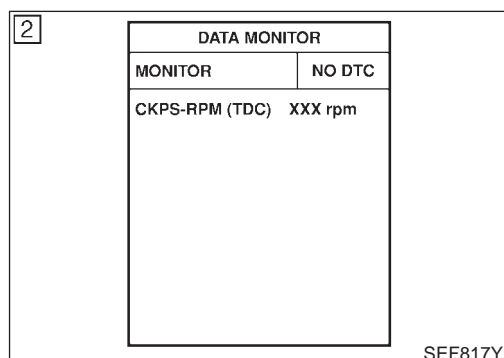 2
DATA MONITOR
MONITOR NO DTC
CKPS-RPM (TDC) XXX rpm
SEF817Y